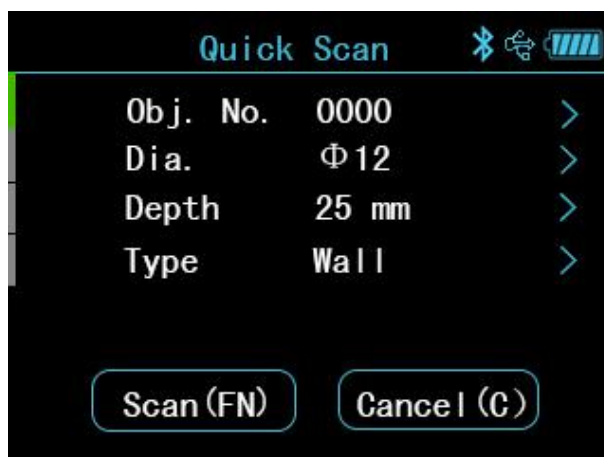 Quick Scan
Obj. No. 0000 >
Dia. Φ12 >
Depth 25 mm >
Type Wall >
Scan(FN) Cancel(C)